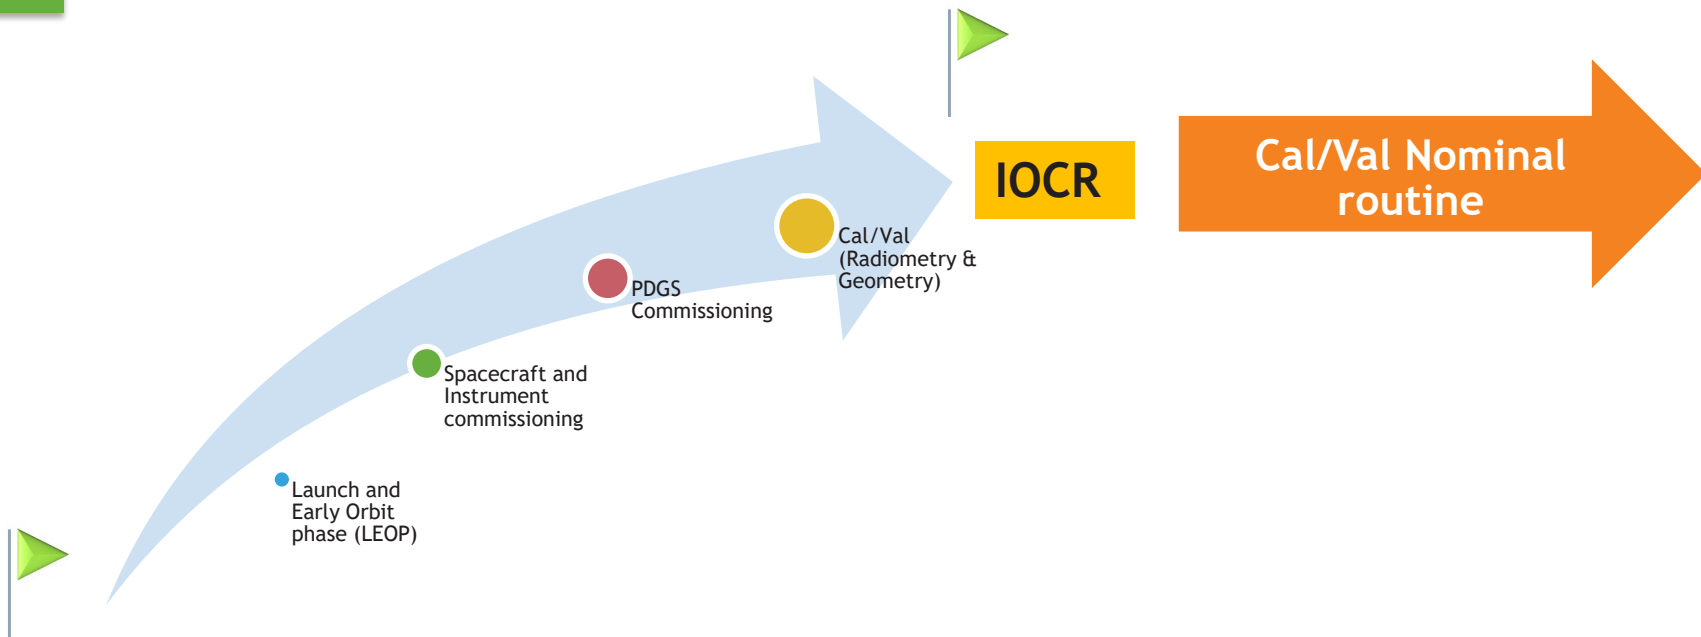 Launch and
Early Orbit
phase (LEOP)
Spacecraft and
Instrument
commissioning
PDGS
Commissioning
Cal/Val
(Radiometry &
Geometry)
IOCR
Cal/Val Nominal
routine